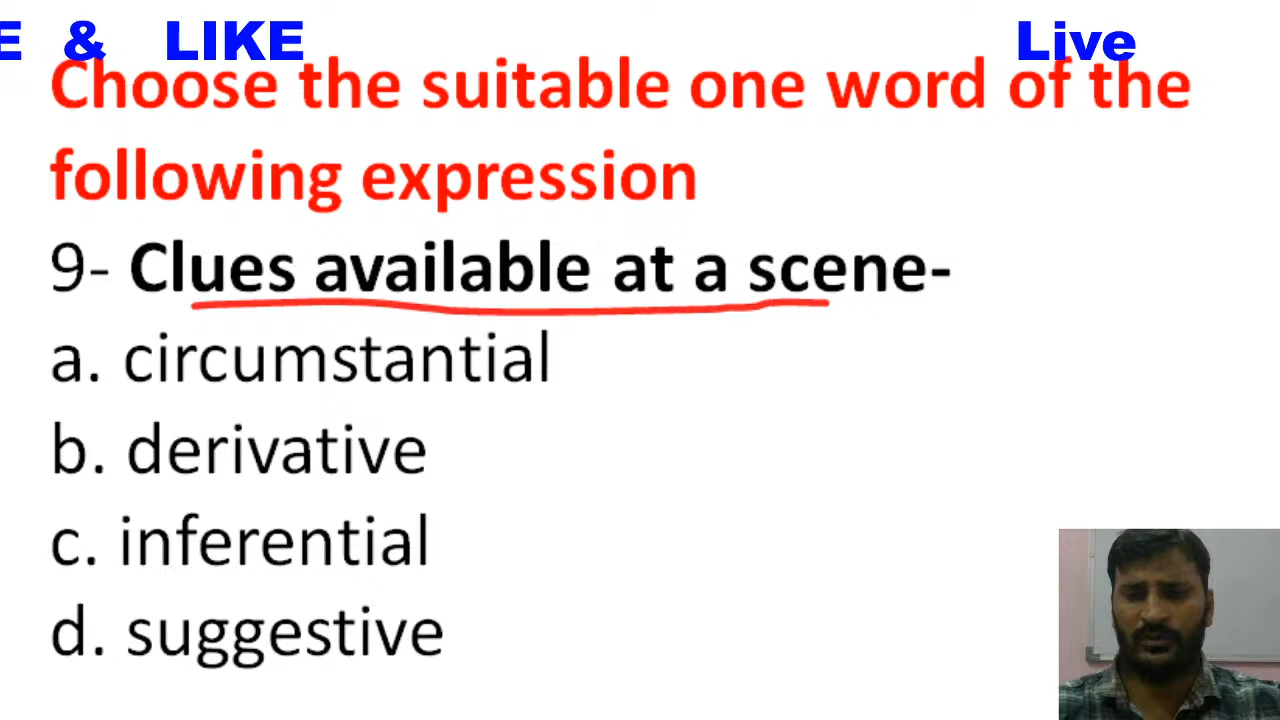 E & LIKE Live
Choose the suitable one word of the
following expression
9- Clues available at a scene-
a. circumstantial
b. derivative
c. inferential
d. suggestive